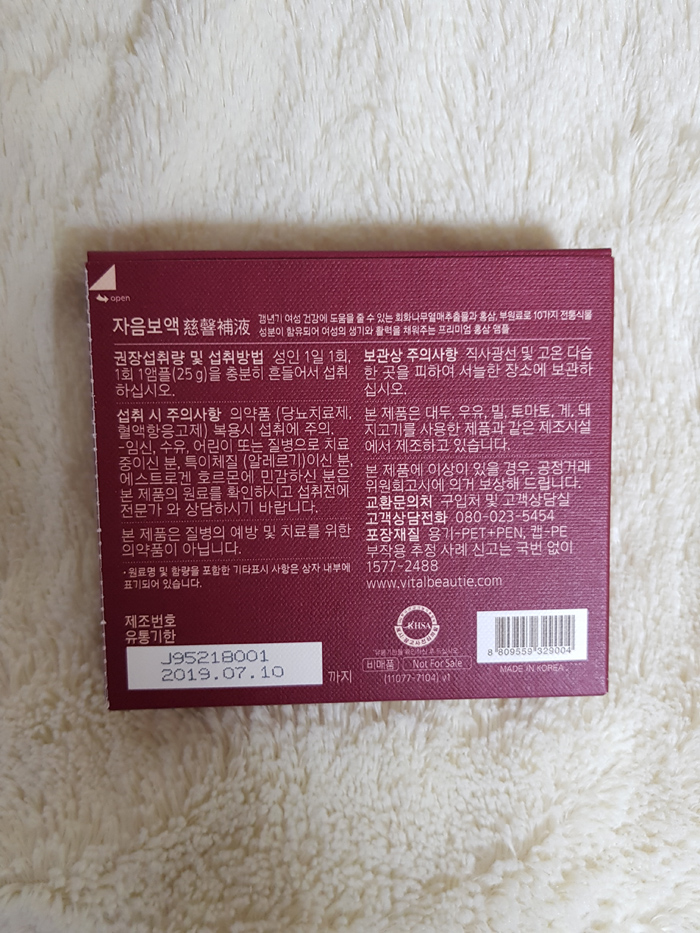 open
자음보액 慈馨補液
갱년기 여성 건강에 도움을 줄 수 있는 회화나무열매추출물과 홍삼, 부원료로 10가지 전통식물
성분이 함유되어 여성의 생기와 활력을 채워주는 프리미엄 홍삼 앰플
권장섭취량 및 섭취방법 성인 1일 1회,
1회 1앰플(25 g)을 충분히 흔들어서 섭취
하십시오.
섭취 시 주의사항 의약품 (당뇨치료제,
혈액항응고제) 복용시 섭취에 주의.
-임신, 수유, 어린이 또는 질병으로 치료
중이신 분, 특이체질 (알레르기)이신 분,
에스트로겐 호르몬에 민감하신 분은
본 제품의 원료를 확인하시고 섭취전에
전문가 와 상담하시기 바랍니다.
본 제품은 질병의 예방 및 치료를 위한
의약품이 아닙니다.
· 원료명 및 함량을 포함한 기타표시 사항은 상자 내부에
표기되어 있습니다.
제조번호
유통기한
J95218001
2019.07.10 까지
보관상 주의사항 직사광선 및 고온 다습
한 곳을 피하여 서늘한 장소에 보관하
십시오.
본 제품은 대두, 우유, 밀, 토마토, 게, 돼
지고기를 사용한 제품과 같은 제조시설
에서 제조하고 있습니다.
본 제품에 이상이 있을 경우, 공정거래
위원회고시에 의거 보상해 드립니다.
교환문의처 구입처 및 고객상담실
고객상담전화 080-023-5454
포장재질 용기-PET+PEN, 캡-PE
부작용 추정 사례 신고는 국번 없이
1577-2488
www.vitalbeautie.com
KHSA
"유통기한을 확인하신 후 드십시오."
비매품 Not For Sale
(11077-7104) v1
8 809559 329004
MADE IN KOREA